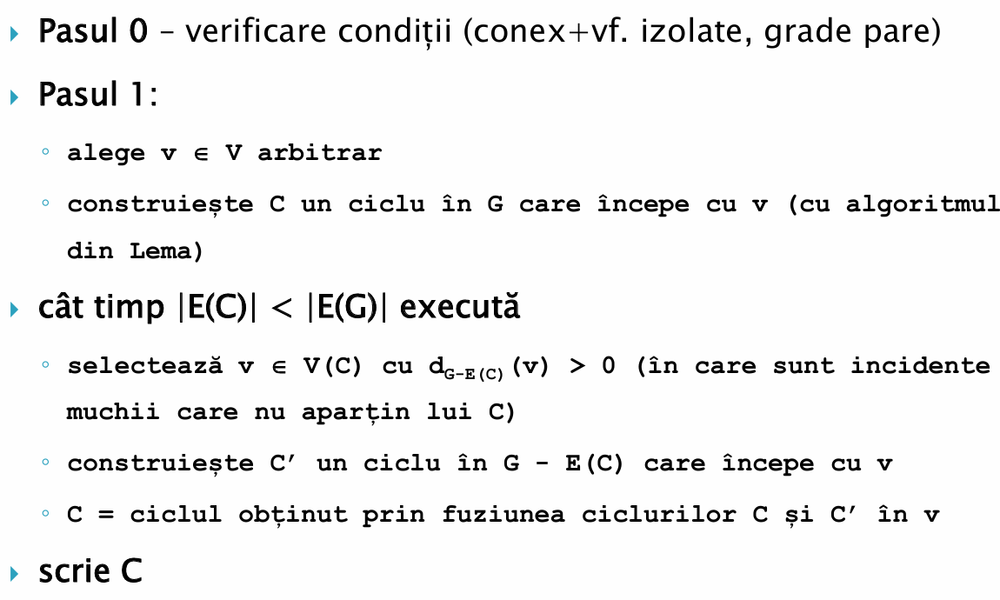 Pasul 0 – verificare condiții (conex+vf. izolate, grade pare)
Pasul 1:
alege v ∈ V arbitrar
construiește C un ciclu în G care începe cu v (cu algoritmul
din Lema)
cât timp |E(C)| < |E(G)| execută
selectează v ∈ V(C) cu dG-E(C)(v) > 0 (în care sunt incidente
muchii care nu aparțin lui C)
construiește C’ un ciclu în G - E(C) care începe cu v
C = ciclul obținut prin fuziunea ciclurilor C și C’ în v
scrie C